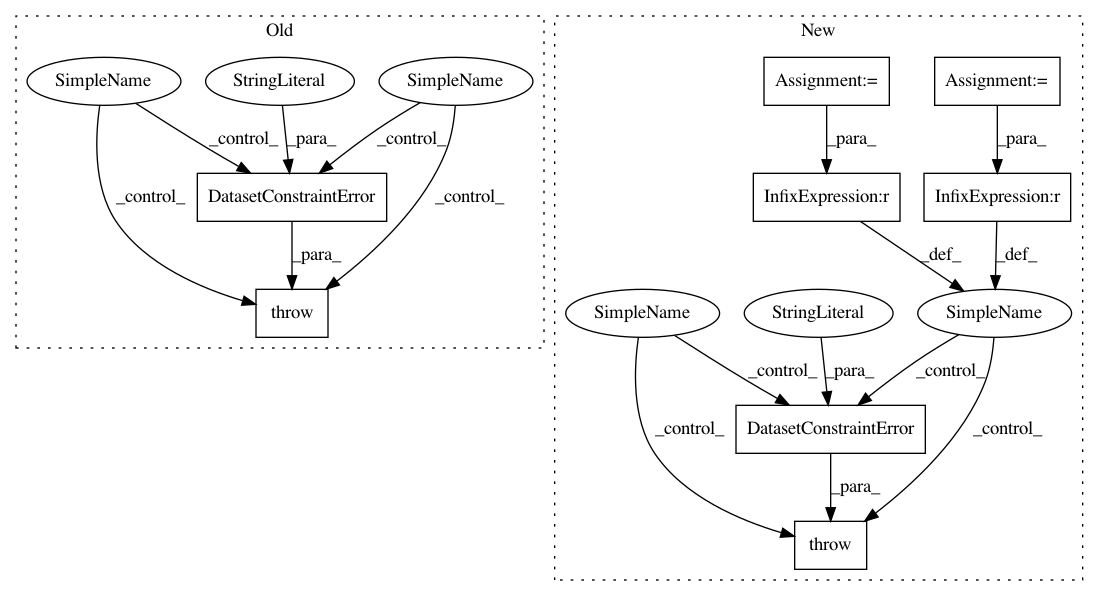 Old
New
SimpleName
StringLiteral
SimpleName
Assignment:=
Assignment:=
_control_
_para_
_control_
_para_
_para_
DatasetConstraintError
InfixExpression:r
InfixExpression:r
_control_
_control_
_para_
_def_
_def_
throw
SimpleName
StringLiteral
SimpleName
_control_
_para_
_control_
DatasetConstraintError
_control_
_control_
_para_
throw